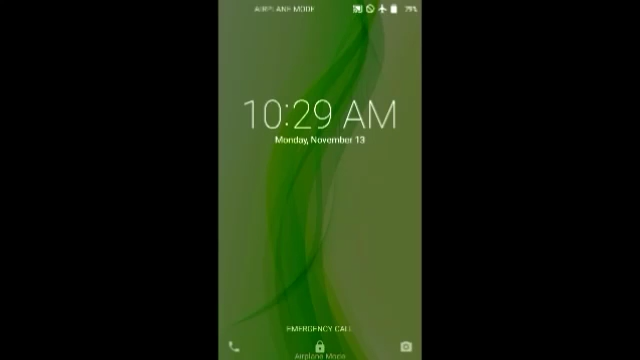 AIRPLANE MODE
10:29 AM
Monday, November 13
EMERGENCY CALL
Airplane Mode